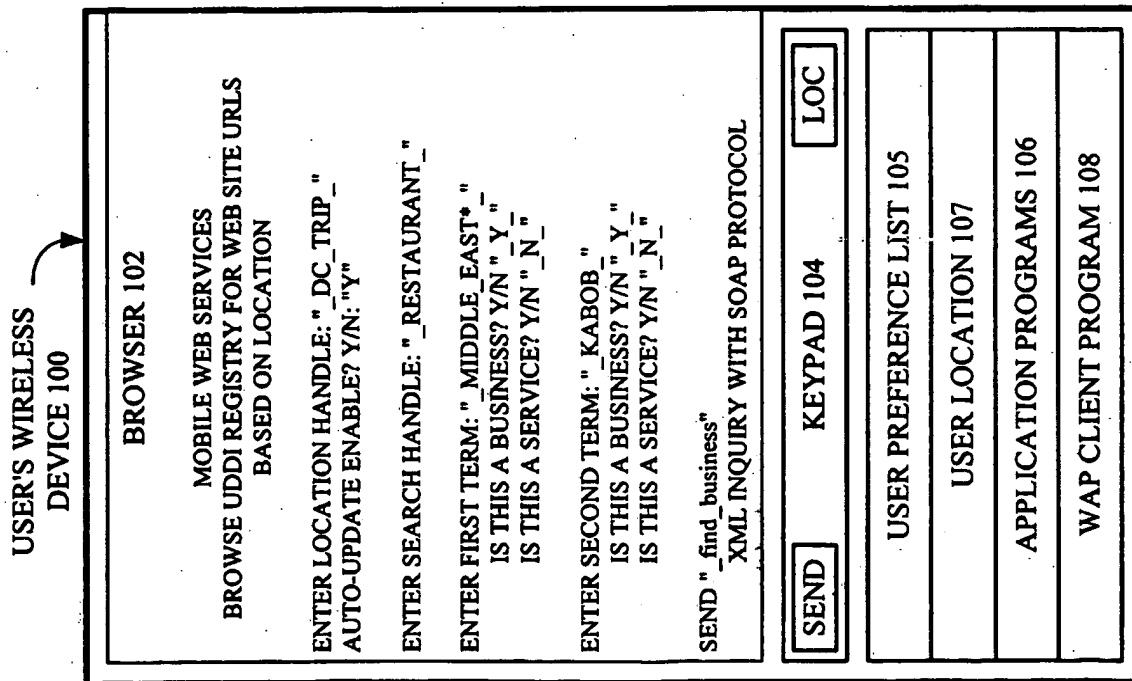 USER'S WIRELESS
DEVICE 100
BROWSER 102
MOBILE WEB SERVICES
BROWSE UDDI REGISTRY FOR WEB SITE URLS
BASED ON LOCATION
ENTER LOCATION HANDLE: "_DC_TRIP_"
AUTO-UPDATE ENABLE? Y/N: "Y"
ENTER SEARCH HANDLE: "_RESTAURANT_"
ENTER FIRST TERM: "_MIDDLE_EAST*_"
IS THIS A BUSINESS? Y/N "_Y_"
IS THIS A SERVICE? Y/N "_N_"
ENTER SECOND TERM: "_KABOB_"
IS THIS A BUSINESS? Y/N "_Y_"
IS THIS A SERVICE? Y/N "_N_"
SEND "_find_business"
XML INQUIRY WITH SOAP PROTOCOL
SEND KEYPAD 104 LOC
USER PREFERENCE LIST 105
USER LOCATION 107
APPLICATION PROGRAMS 106
WAP CLIENT PROGRAM 108